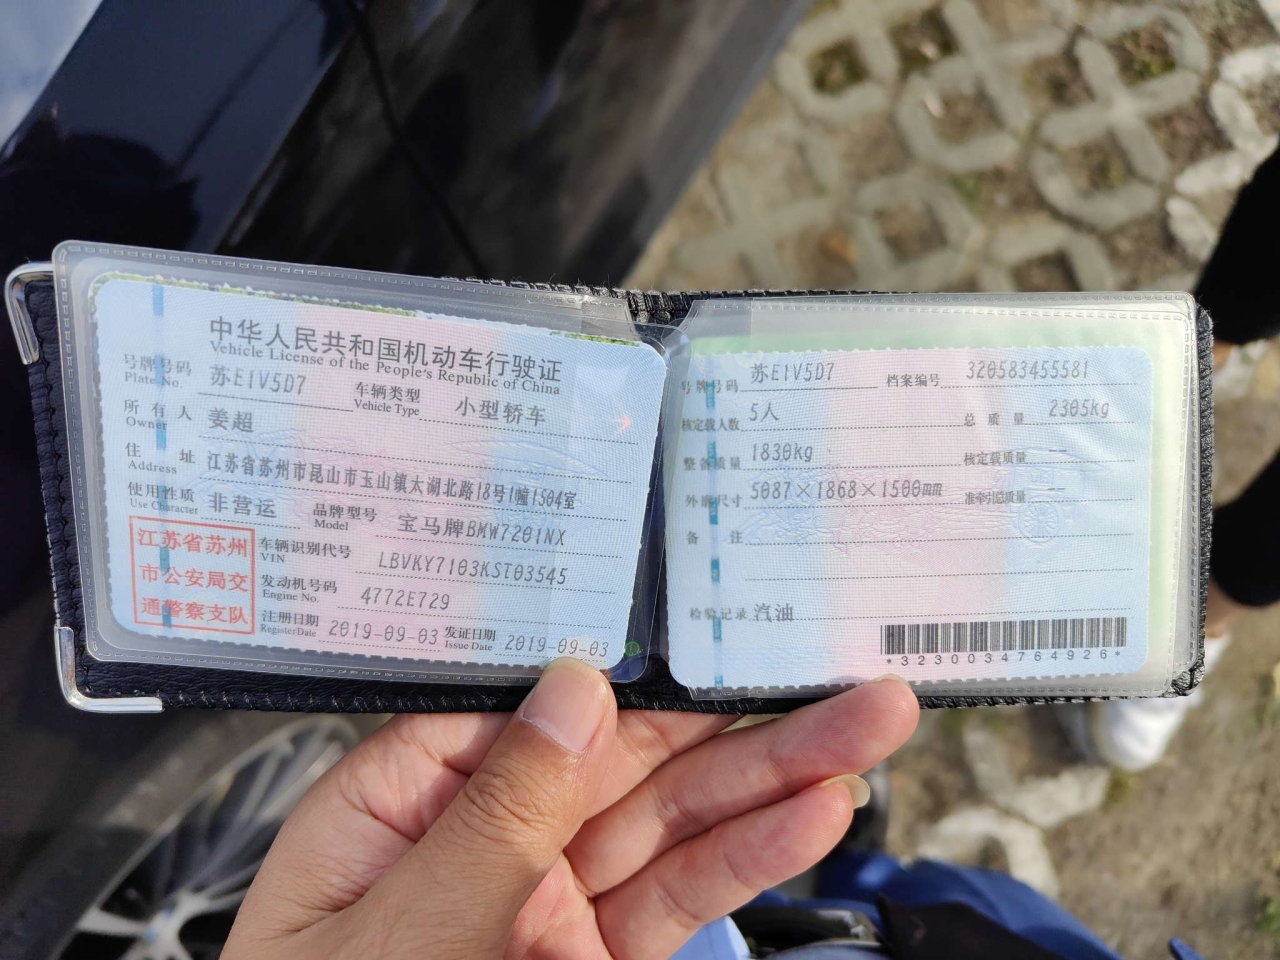 中华人民共和国机动车行驶证
Vehicle License of the People's Republic of China
号牌号码 苏E1V5D7 车辆类型 小型轿车
Plate No. Vehicle Type
所有人 姜超
Owner
住址 江苏省苏州市昆山市玉山镇太湖北路18号1幢1504室
Address
使用性质 非营运 品牌型号 宝马牌BMW7201NX
Use Character Model
江苏省苏州
市公安局交
通警察支队
车辆识别代号 LBVKY7103KST03545
VIN
发动机号码 4772E729
Engine No.
注册日期 2019-09-03 发证日期 2019-09-03
Register Date Issue Date
号牌号码 苏E1V5D7 档案编号 320583455581
核定载人数 5人 总质量 2305kg
整备质量 1830kg 核定载质量 --
外廓尺寸 5087×1868×1500mm 准牵引总质量 --
备注
检验记录 汽油
*3230034764926*